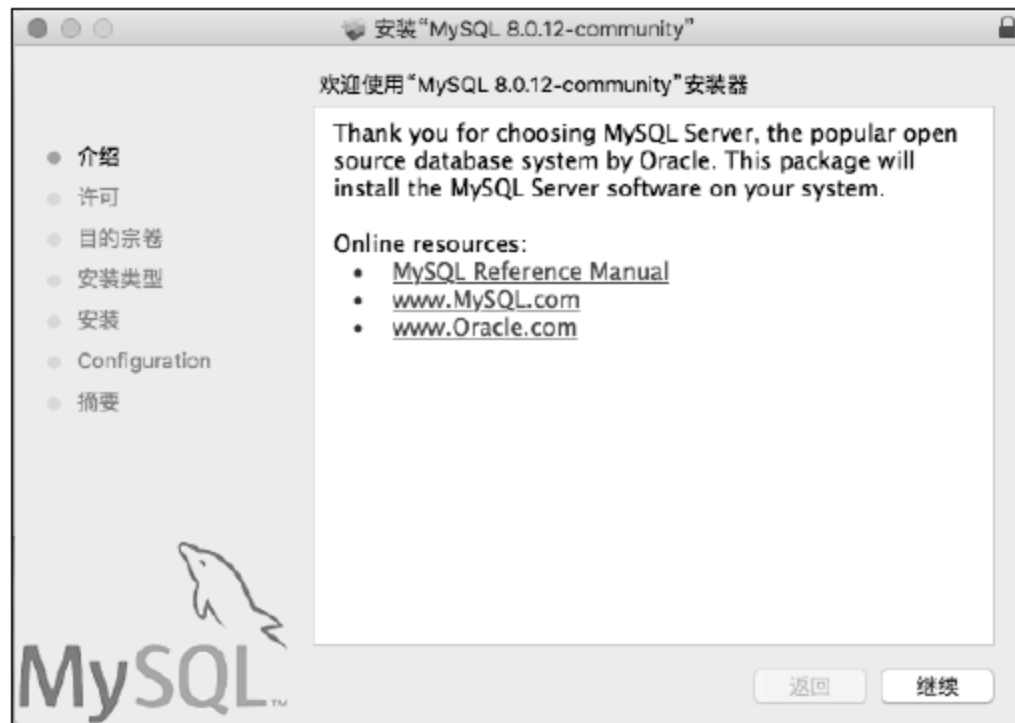 安装“MySQL 8.0.12-community”
欢迎使用“MySQL 8.0.12-community”安装器
介绍
许可
目的宗卷
安装类型
安装
Configuration
摘要
Thank you for choosing MySQL Server, the popular open
source database system by Oracle. This package will
install the MySQL Server software on your system.
Online resources:
• MySQL Reference Manual
• www.MySQL.com
• www.Oracle.com
MySQL™
返回
继续